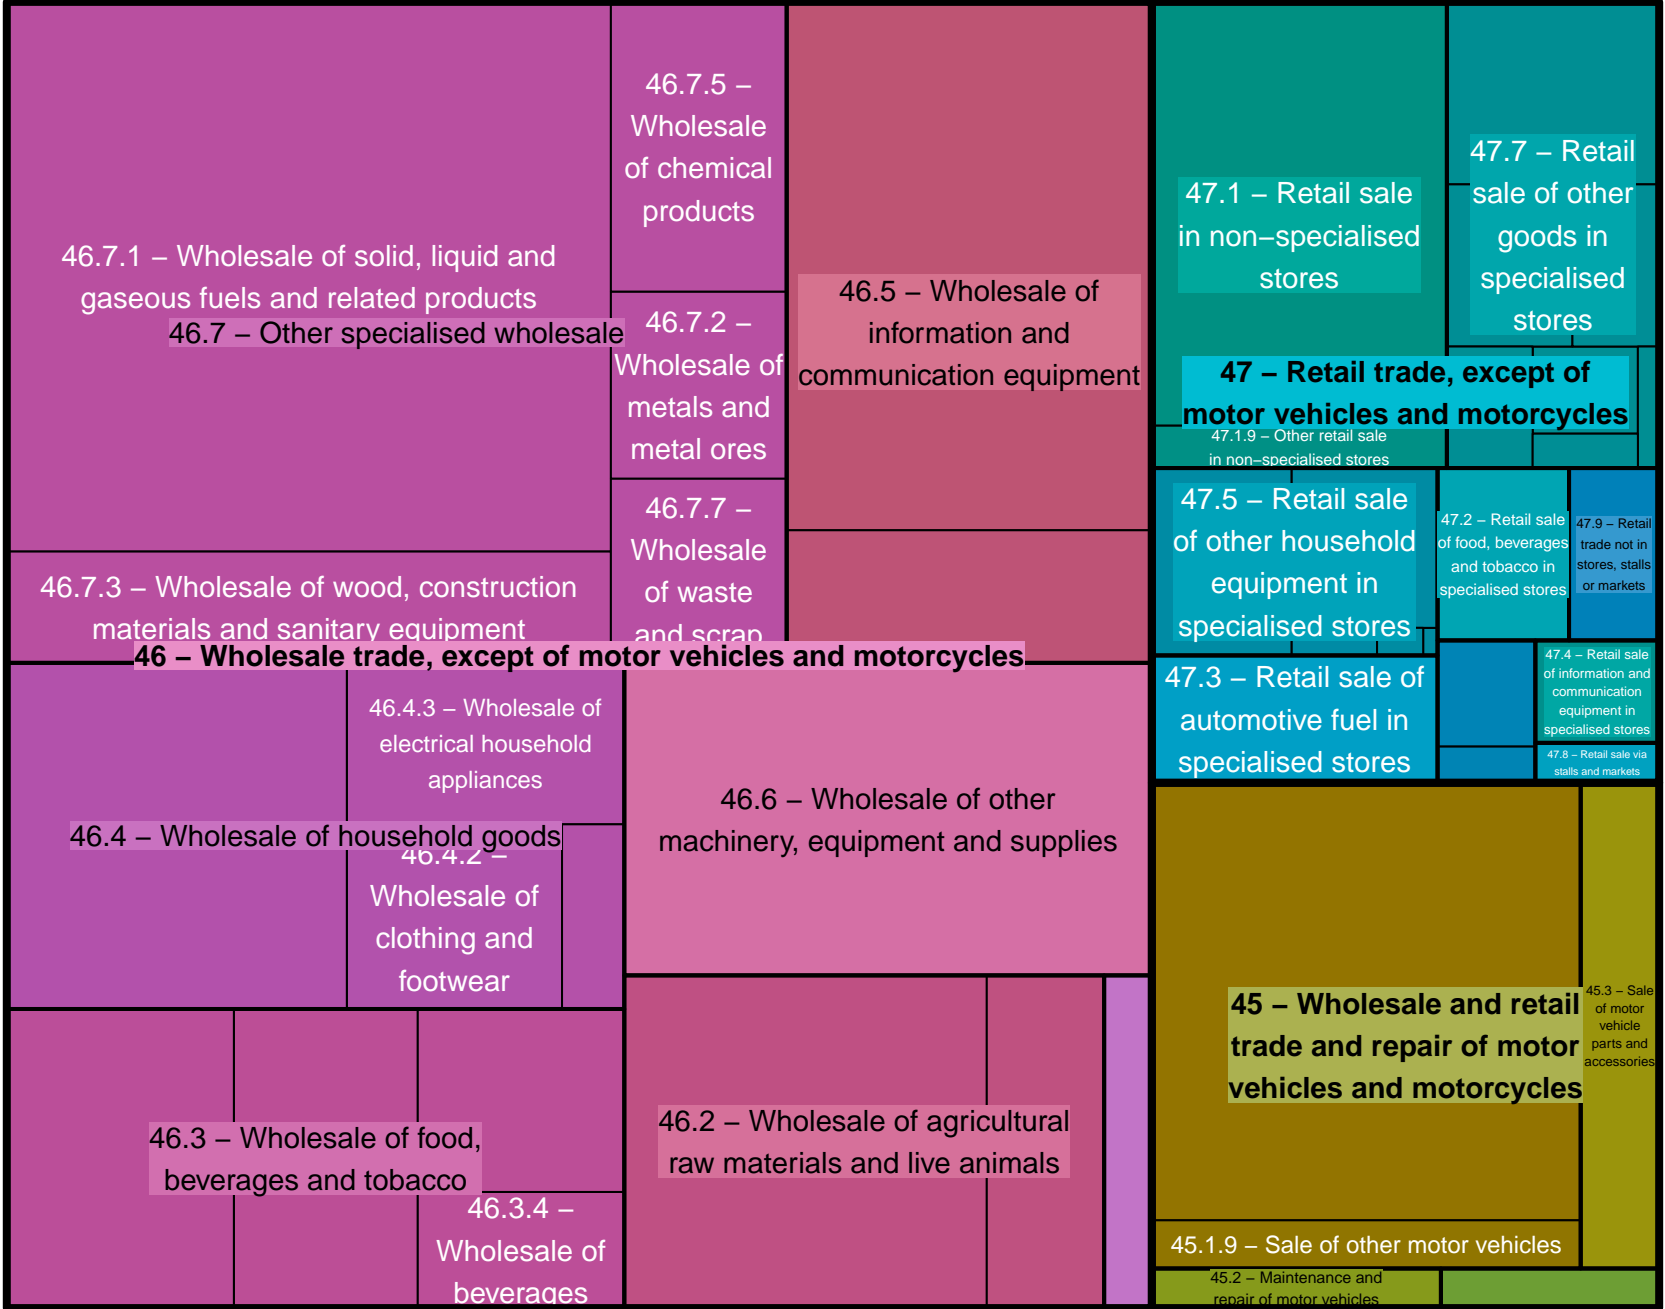 46.7.1 – Wholesale of solid, liquid and
gaseous fuels and related products
46.7 – Other specialised wholesale
46.7.5 –
Wholesale
of chemical
products
46.7.2 –
Wholesale of
metals and
metal ores
46.7.7 –
Wholesale
of waste
and scrap
46.7.3 – Wholesale of wood, construction
materials and sanitary equipment
46 – Wholesale trade, except of motor vehicles and motorcycles
46.5 – Wholesale of
information and
communication equipment
46.4.3 – Wholesale of
electrical household
appliances
46.4 – Wholesale of household goods
46.4.2 –
Wholesale of
clothing and
footwear
46.6 – Wholesale of other
machinery, equipment and supplies
46.3 – Wholesale of food,
beverages and tobacco
46.3.4 –
Wholesale of
beverages
46.2 – Wholesale of agricultural
raw materials and live animals
47.1 – Retail sale
in non–specialised
stores
47.7 – Retail
sale of other
goods in
specialised
stores
47 – Retail trade, except of
motor vehicles and motorcycles
47.1.9 – Other retail sale
in non–specialised stores
47.5 – Retail sale
of other household
equipment in
specialised stores
47.2 – Retail sale
of food, beverages
and tobacco in
specialised stores
47.9 – Retail
trade not in
stores, stalls
or markets
47.3 – Retail sale of
automotive fuel in
specialised stores
47.4 – Retail sale
of information and
communication
equipment in
specialised stores
47.8 – Retail sale via
stalls and markets
45 – Wholesale and retail
trade and repair of motor
vehicles and motorcycles
45.3 – Sale
of motor
vehicle
parts and
accessories
45.1.9 – Sale of other motor vehicles
45.2 – Maintenance and
repair of motor vehicles